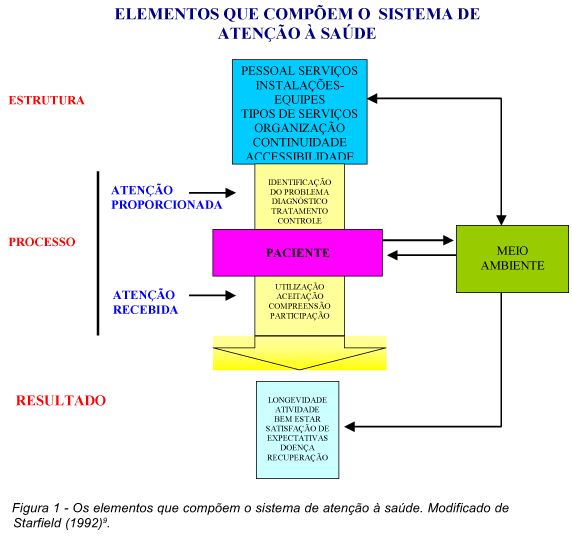 ELEMENTOS QUE COMPÕEM O SISTEMA DE
ATENÇÃO À SAÚDE
ESTRUTURA
PESSOAL SERVIÇOS
INSTALAÇÕES-
EQUIPES
TIPOS DE SERVIÇOS
ORGANIZAÇÃO
CONTINUIDADE
ACCESSIBILIDADE
PROCESSO
ATENÇÃO
PROPORCIONADA
IDENTIFICAÇÃO
DO PROBLEMA
DIAGNÓSTICO
TRATAMENTO
CONTROLE
PACIENTE
MEIO
AMBIENTE
ATENÇÃO
RECEBIDA
UTILIZAÇÃO
ACEITAÇÃO
COMPREENSÃO
PARTICIPAÇÃO
RESULTADO
LONGEVIDADE
ATIVIDADE
BEM ESTAR
SATISFAÇÃO DE
EXPECTATIVAS
DOENÇA
RECUPERAÇÃO
Figura 1 - Os elementos que compõem o sistema de atenção à saúde. Modificado de
Starfield (1992)⁹.